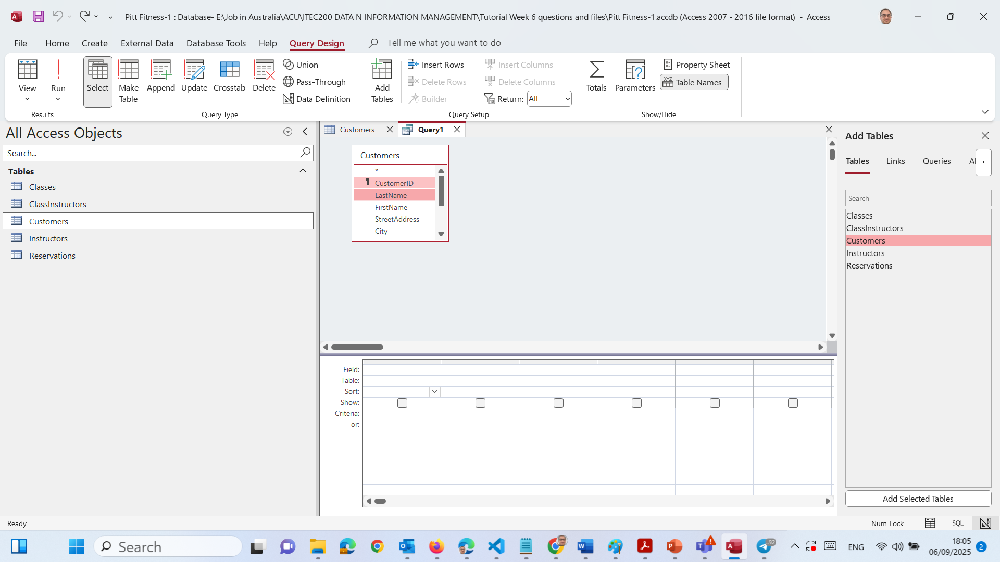 Pitt Fitness-1 : Database- E:\Job in Australia\ACU\ITEC200 DATA N INFORMATION MANAGEMENT\Tutorial Week 6 questions and files\Pitt Fitness-1.accdb (Access 2007 - 2016 file format) - Access
File Home Create External Data Database Tools Help Query Design Tell me what you want to do
View
Run
Results
Select
Make Table
Append
Update
Crosstab
Delete
Union
Pass-Through
Data Definition
Query Type
Add Tables
Insert Rows
Delete Rows
Builder
Insert Columns
Delete Columns
Return: All
Query Setup
Totals
Parameters
Property Sheet
XYZ Table Names
Show/Hide
All Access Objects
Search...
Tables
Classes
ClassInstructors
Customers
Instructors
Reservations
Customers
Query1
Customers
*
CustomerID
LastName
FirstName
StreetAddress
City
Field:
Table:
Sort:
Show:
Criteria:
or:
Add Tables
Tables Links Queries Al
Search
Classes
ClassInstructors
Customers
Instructors
Reservations
Add Selected Tables
Ready
Num Lock
SQL
Search
..92
ENG
18:05
06/09/2025
2